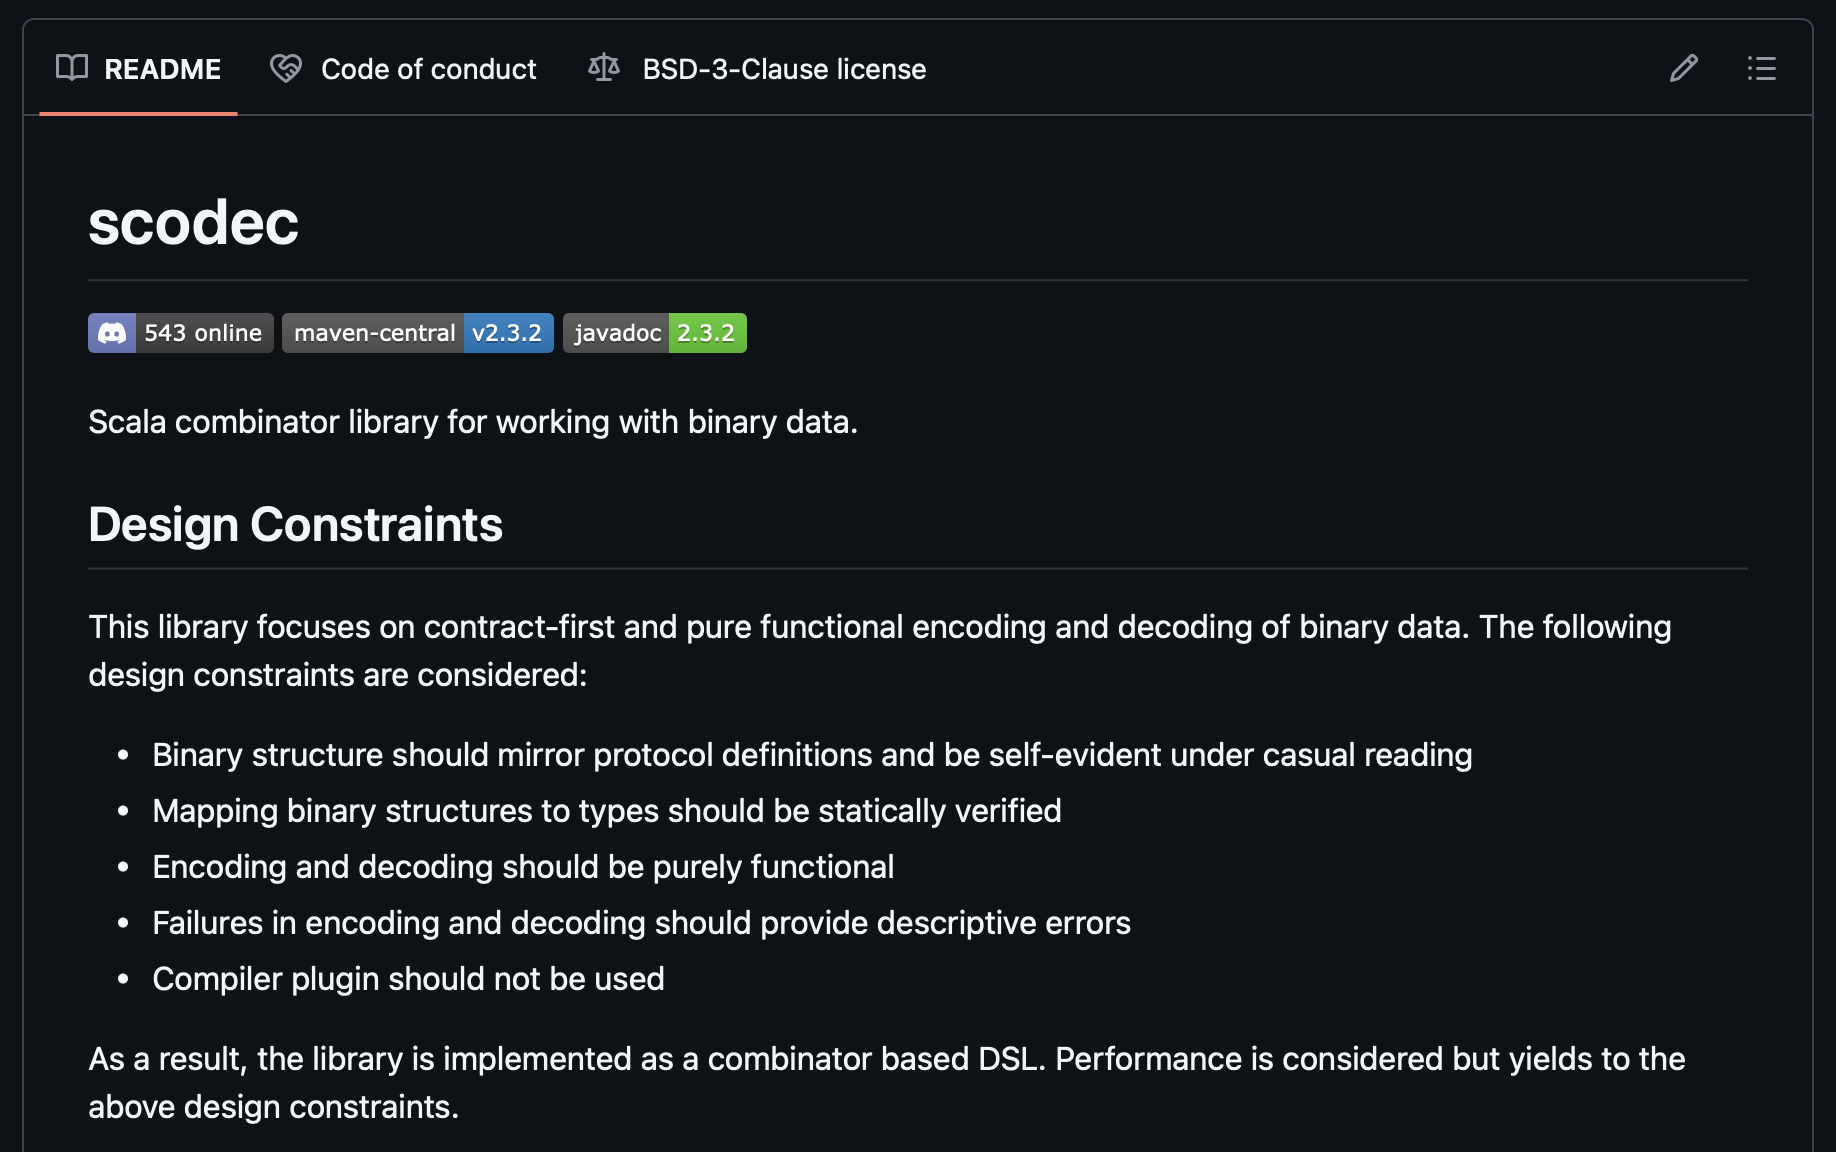 README
Code of conduct
BSD-3-Clause license
scodec
543 online
maven-central v2.3.2
javadoc 2.3.2
Scala combinator library for working with binary data.
Design Constraints
This library focuses on contract-first and pure functional encoding and decoding of binary data. The following
design constraints are considered:
• Binary structure should mirror protocol definitions and be self-evident under casual reading
• Mapping binary structures to types should be statically verified
• Encoding and decoding should be purely functional
• Failures in encoding and decoding should provide descriptive errors
• Compiler plugin should not be used
As a result, the library is implemented as a combinator based DSL. Performance is considered but yields to the
above design constraints.